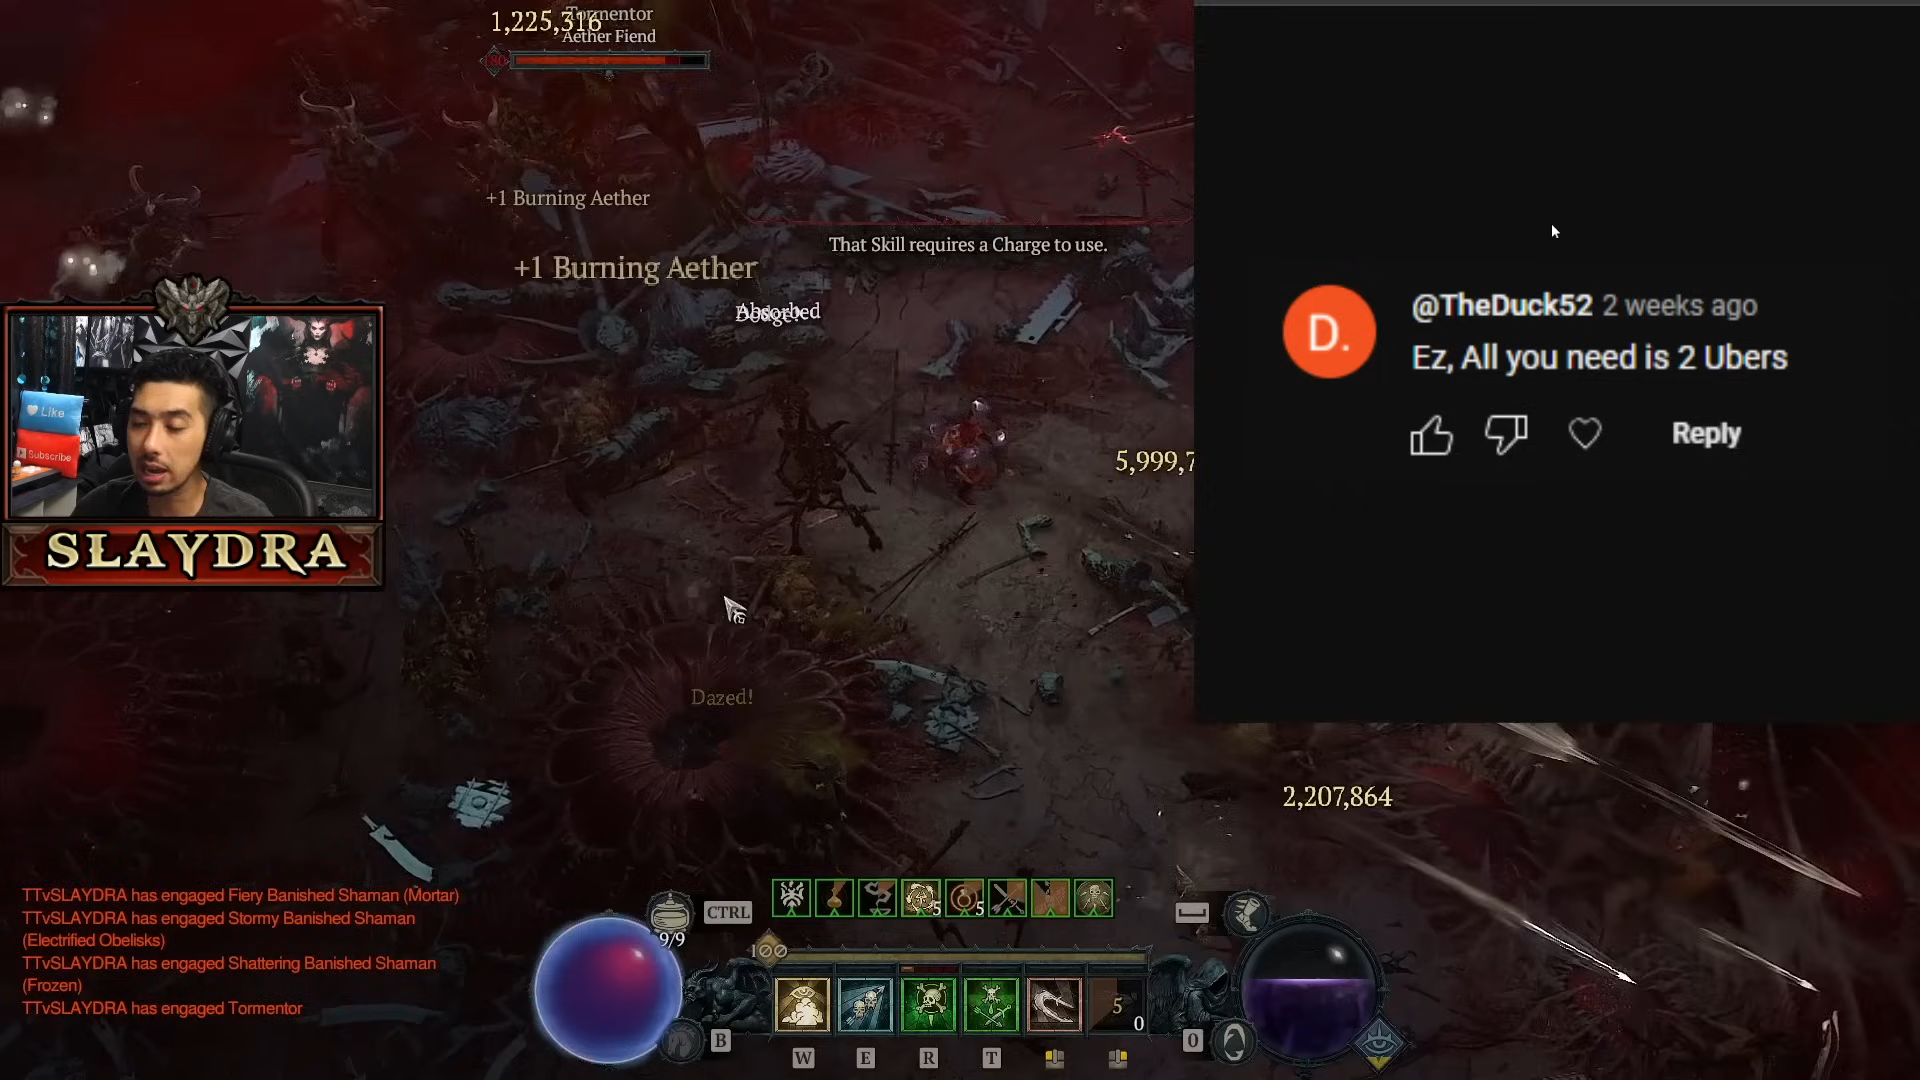 1,225,316
Tormentor
Aether Fiend
80
+1 Burning Aether
That Skill requires a Charge to use.
+1 Burning Aether
Absorbed
Dodge!
5,999,7
@TheDuck52 2 weeks ago
D.
Ez, All you need is 2 Ubers
Reply
Like
Subscribe
SLAYDRA
Dazed!
2,207,864
TTvSLAYDRA has engaged Fiery Banished Shaman (Mortar)
TTvSLAYDRA has engaged Stormy Banished Shaman
(Electrified Obelisks)
TTvSLAYDRA has engaged Shattering Banished Shaman
(Frozen)
TTvSLAYDRA has engaged Tormentor
CTRL
9/9
5
5
100
5
0
B
W
E
R
T
0